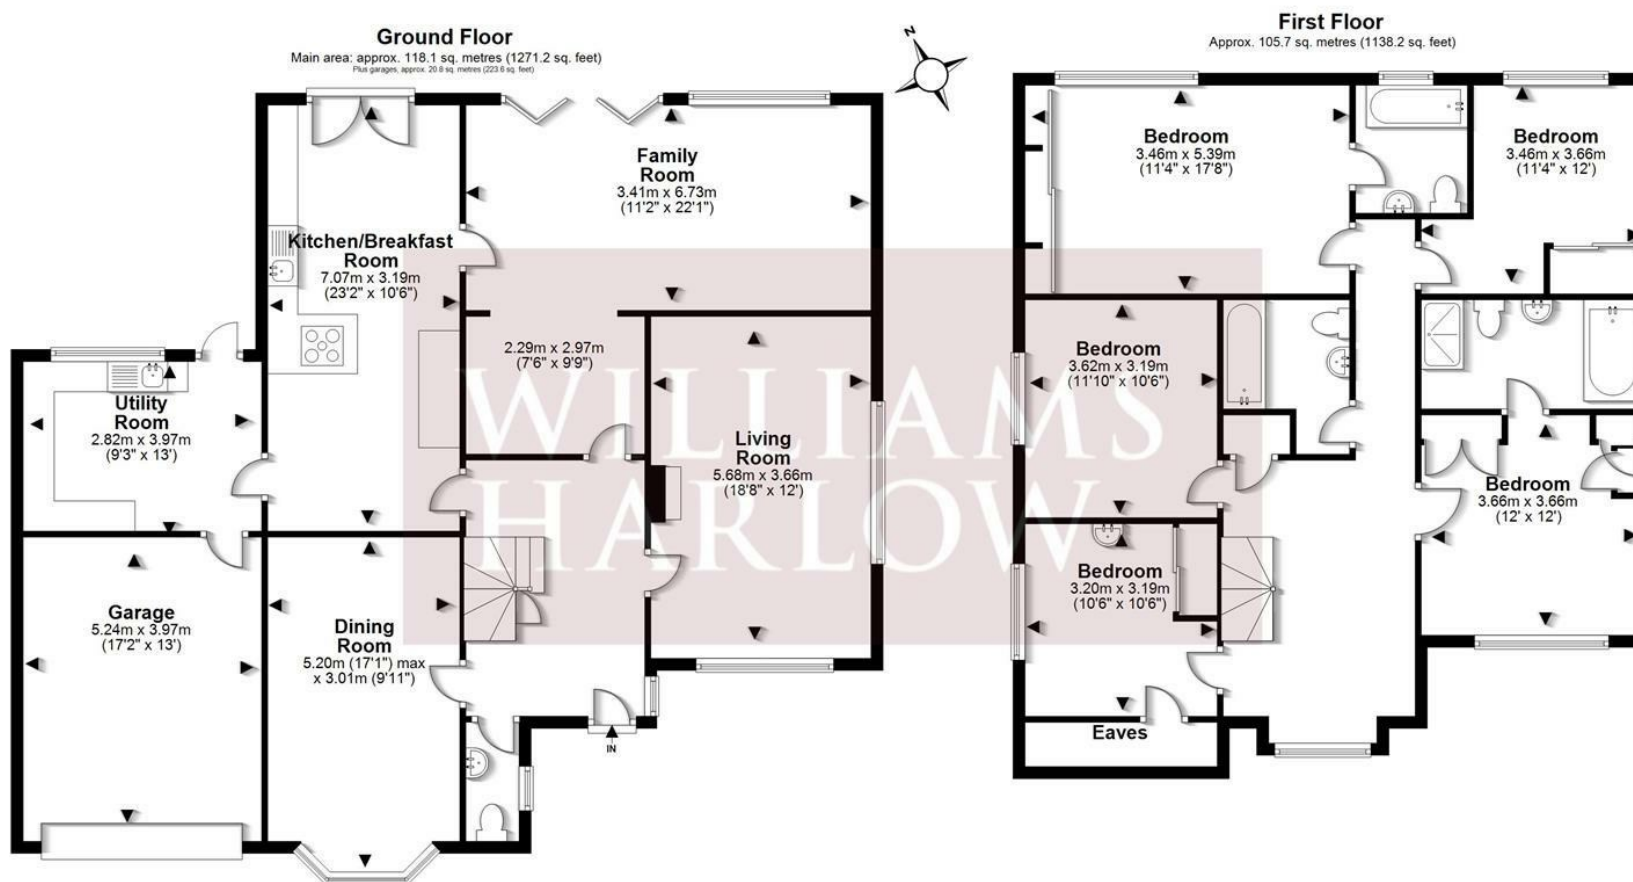 Ground Floor
Main area: approx. 118.1 sq. metres (1271.2 sq. feet)
Plus garages, approx. 20.8 sq. metres (223.6 sq. feet)
N
Family
Room
3.41m x 6.73m
(11'2" x 22'1")
Kitchen/Breakfast
Room
7.07m x 3.19m
(23'2" x 10'6")
2.29m x 2.97m
(7'6" x 9'9")
Utility
Room
2.82m x 3.97m
(9'3" x 13')
Living
Room
5.68m x 3.66m
(18'8" x 12')
Garage
5.24m x 3.97m
(17'2" x 13')
Dining
Room
5.20m (17'1") max
x 3.01m (9'11")
IN
First Floor
Approx. 105.7 sq. metres (1138.2 sq. feet)
Bedroom
3.46m x 5.39m
(11'4" x 17'8")
Bedroom
3.46m x 3.66m
(11'4" x 12')
Bedroom
3.62m x 3.19m
(11'10" x 10'6")
Bedroom
3.66m x 3.66m
(12' x 12')
Bedroom
3.20m x 3.19m
(10'6" x 10'6")
Eaves
WILLIAMS
HARLOW